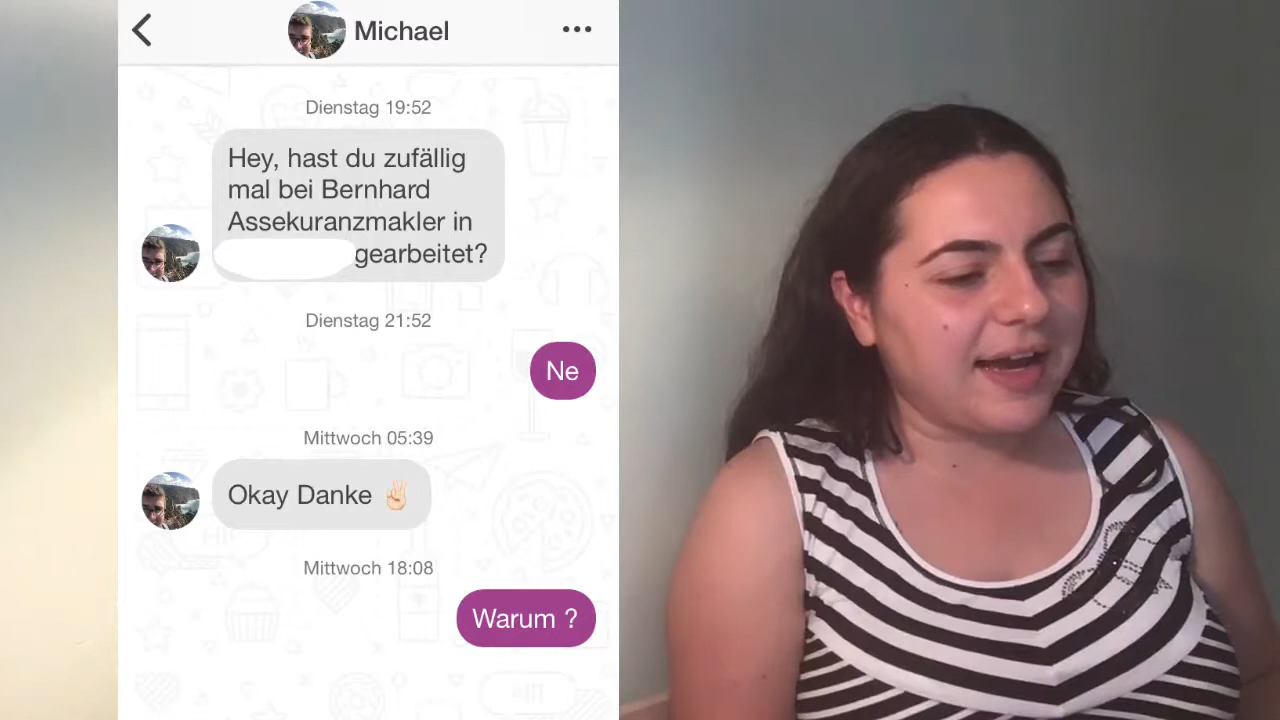 Michael
Dienstag 19:52
Hey, hast du zufällig
mal bei Bernhard
Assekuranzmakler in
gearbeitet?
Dienstag 21:52
Ne
Mittwoch 05:39
Okay Danke ✌🏻
Mittwoch 18:08
Warum ?